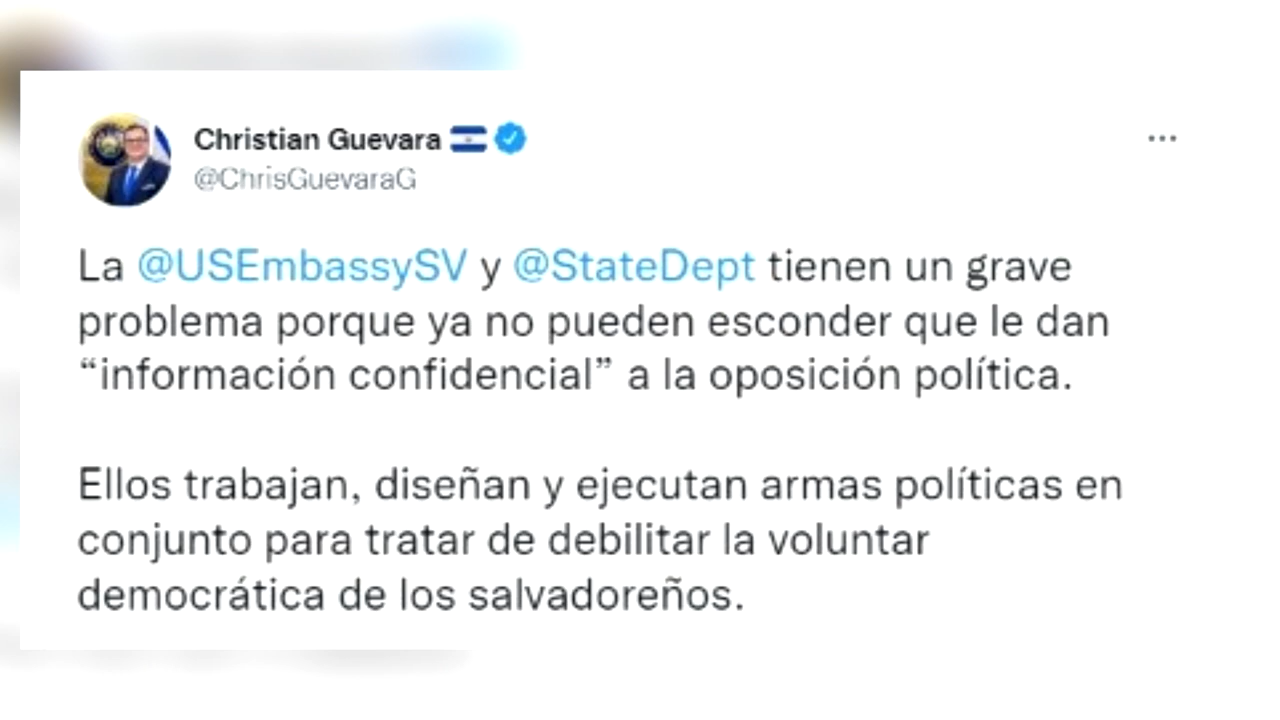 Christian Guevara
@ChrisGuevaraG
La @USEmbassySV y @StateDept tienen un grave
problema porque ya no pueden esconder que le dan
“información confidencial” a la oposición política.
Ellos trabajan, diseñan y ejecutan armas políticas en
conjunto para tratar de debilitar la voluntar
democrática de los salvadoreños.